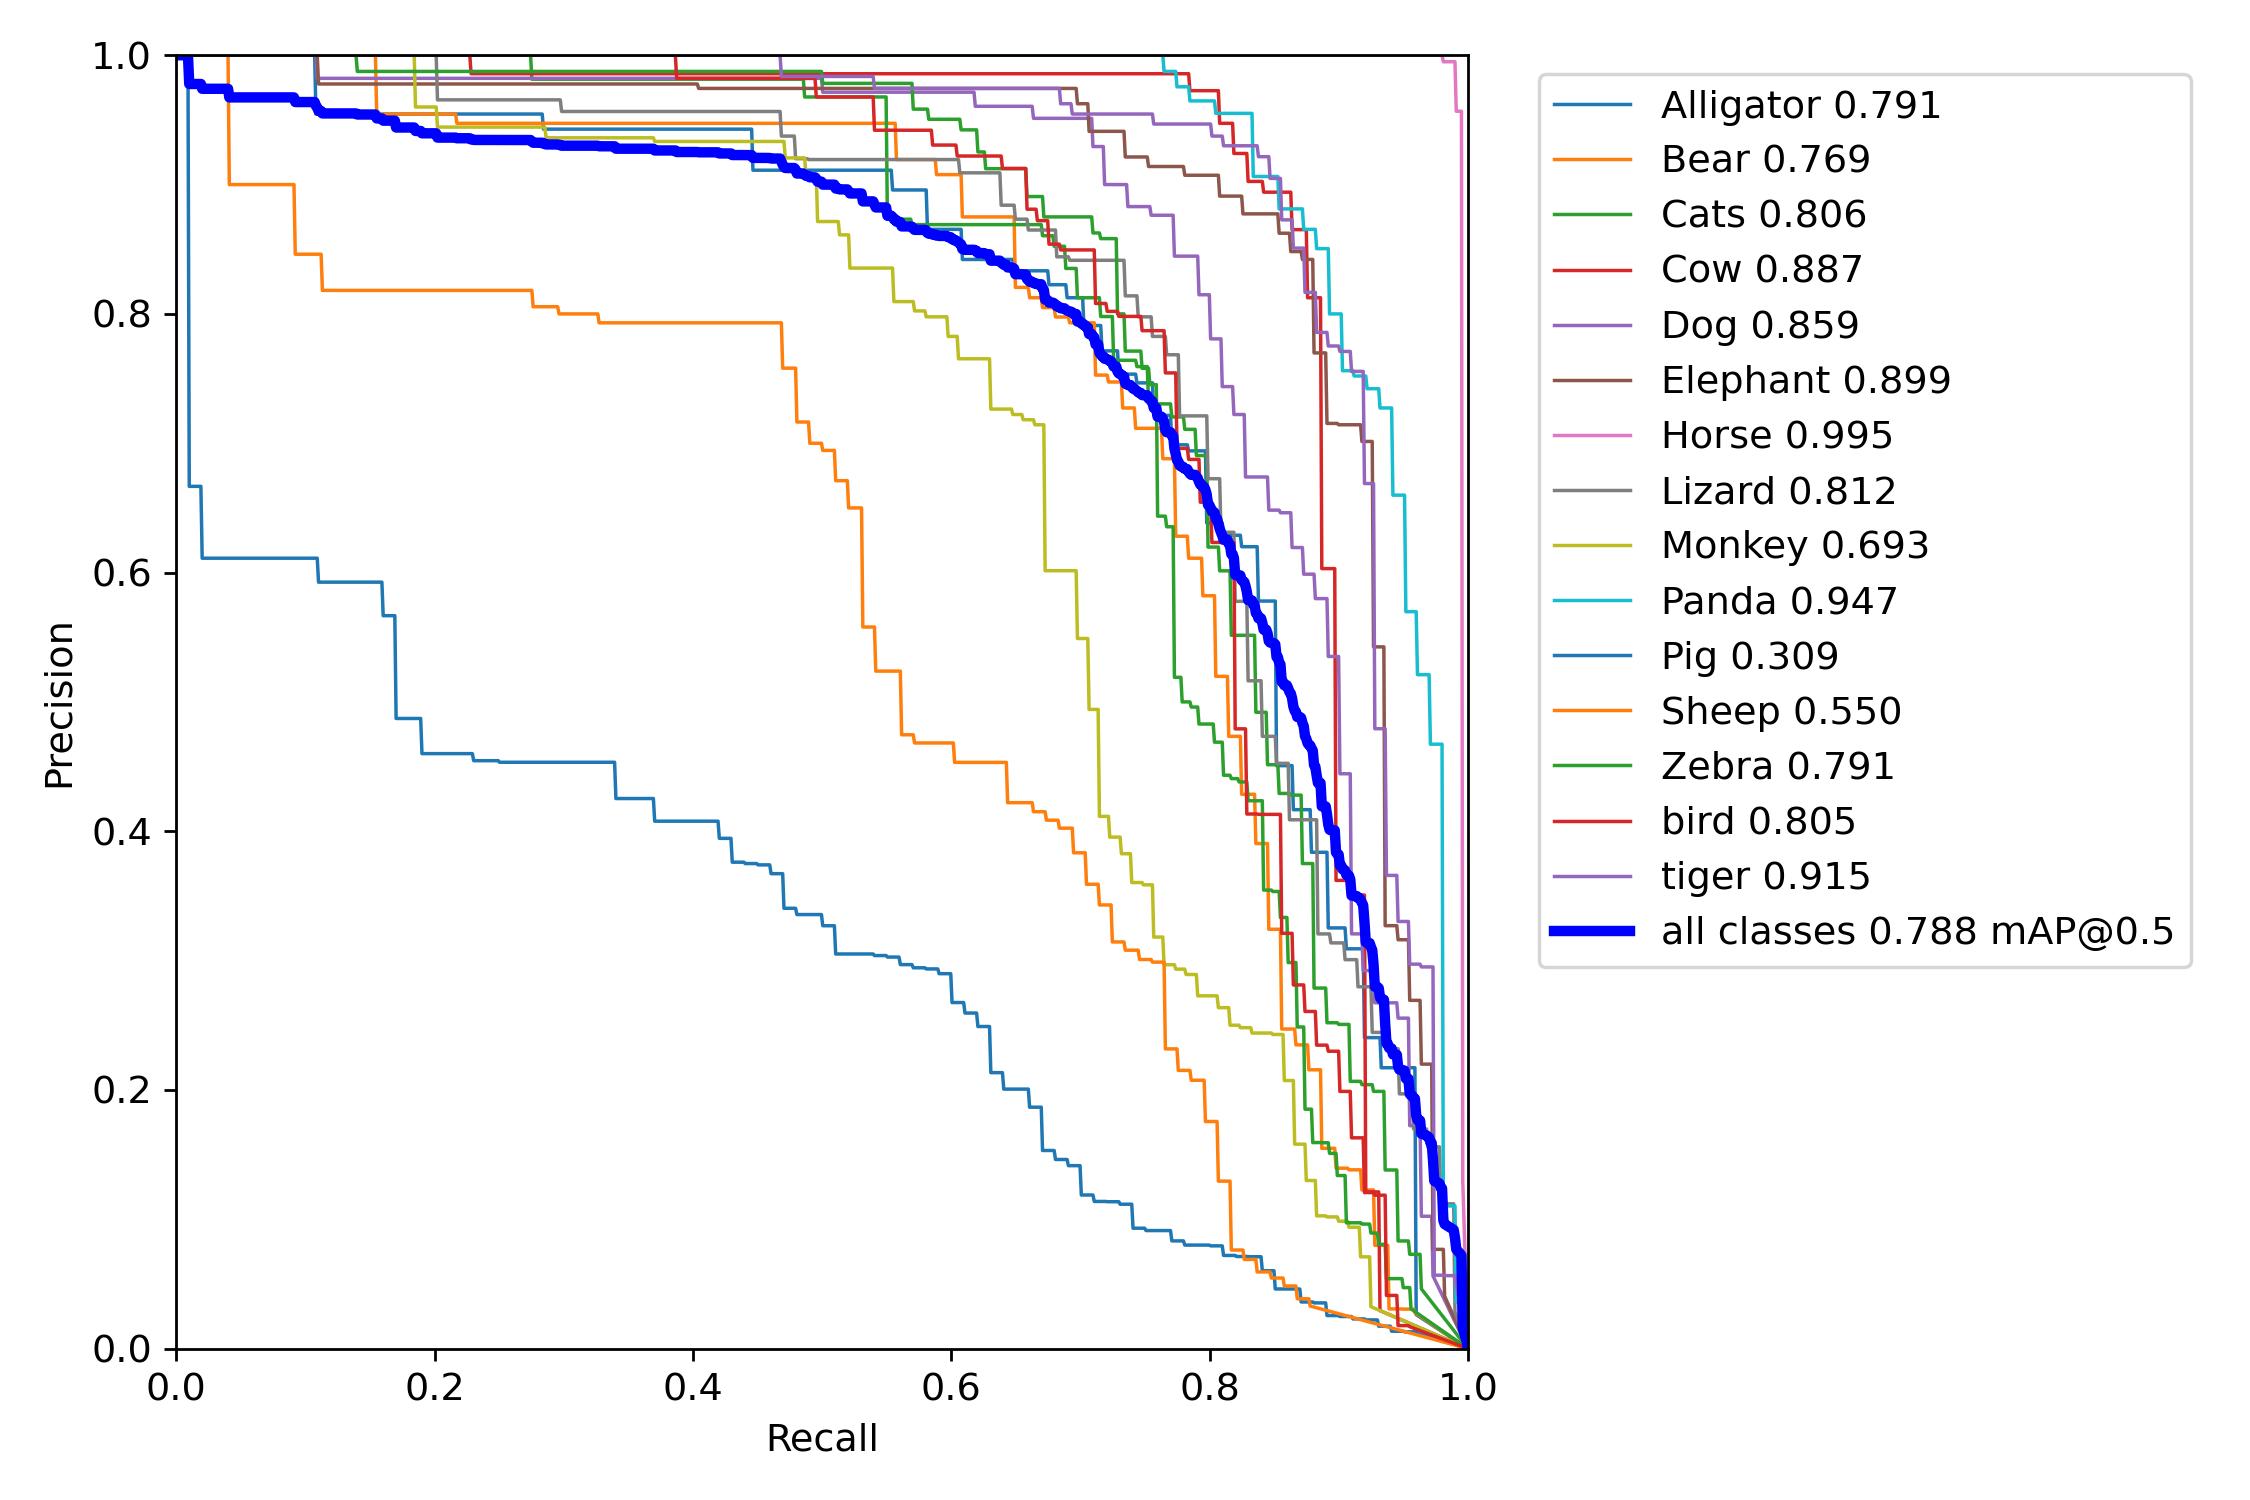 1.0
0.8
0.6
0.4
0.2
0.0
Precision
0.0 0.2 0.4 0.6 0.8 1.0
Recall
Alligator 0.791
Bear 0.769
Cats 0.806
Cow 0.887
Dog 0.859
Elephant 0.899
Horse 0.995
Lizard 0.812
Monkey 0.693
Panda 0.947
Pig 0.309
Sheep 0.550
Zebra 0.791
bird 0.805
tiger 0.915
all classes 0.788 mAP@0.5